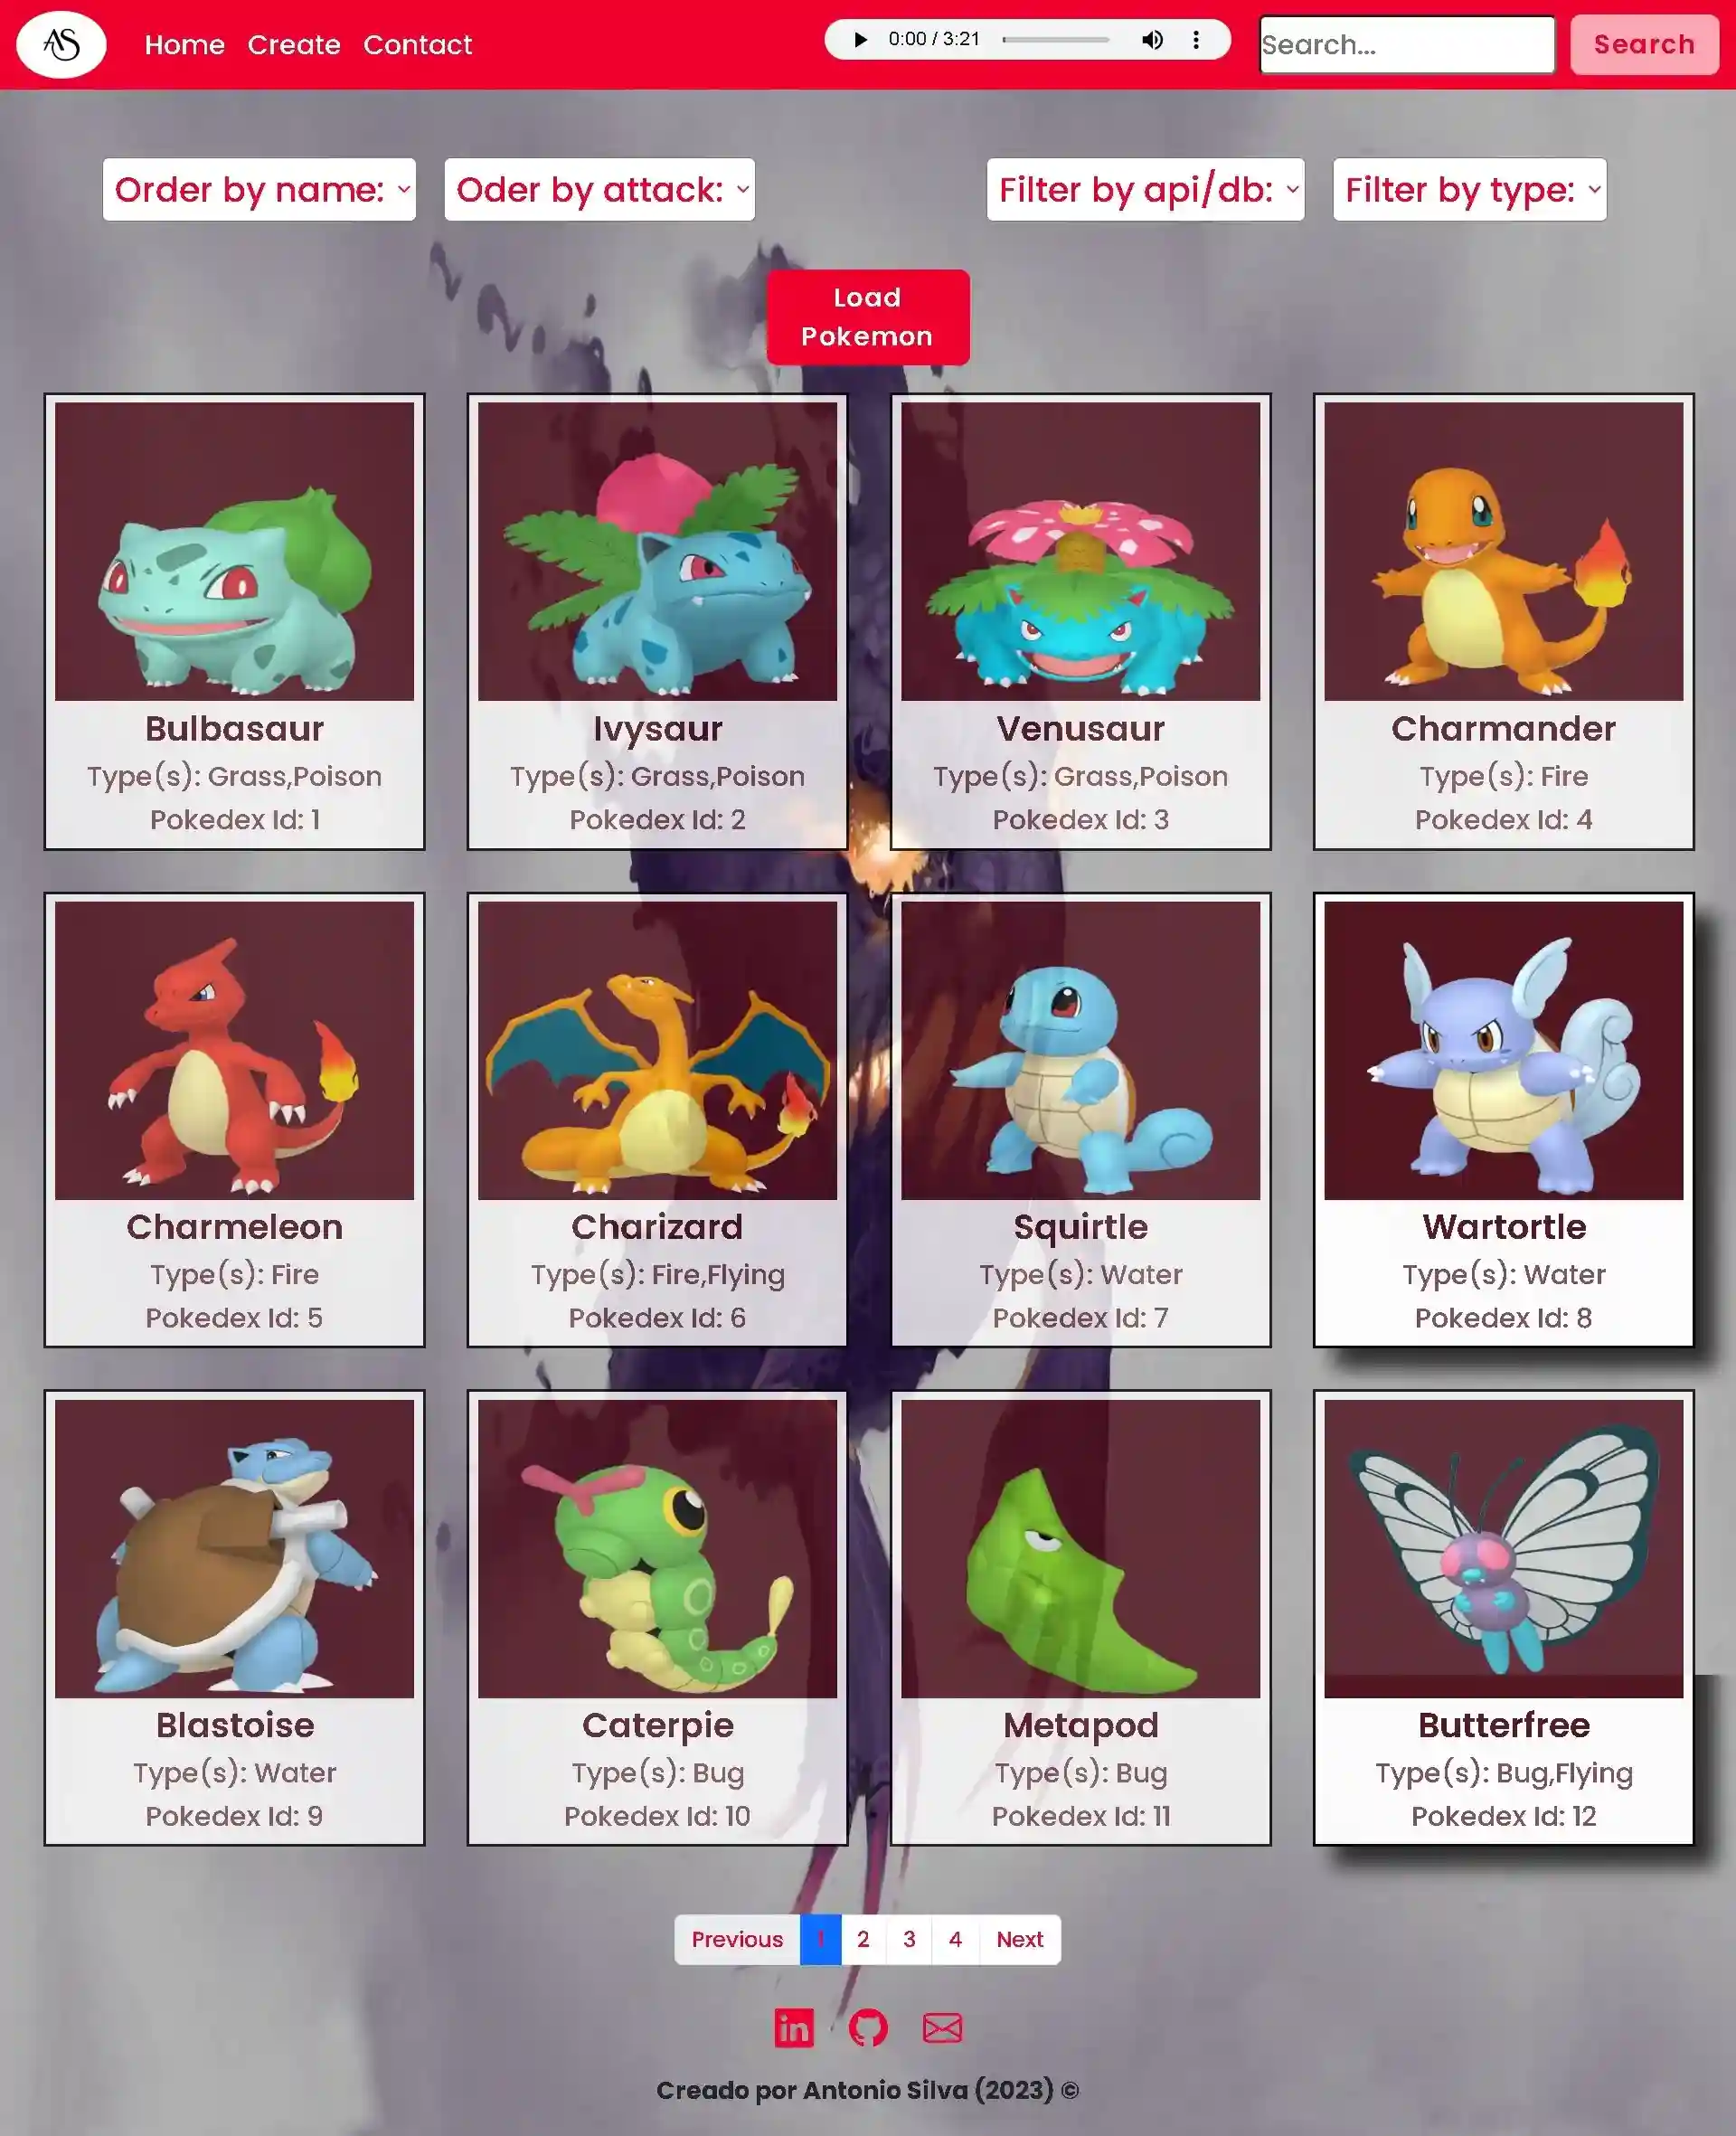 AS
Home Create Contact
0:00 / 3:21
Search...
Search
Order by name:
Oder by attack:
Filter by api/db:
Filter by type:
Load
Pokemon
Bulbasaur
Type(s): Grass,Poison
Pokedex Id: 1
Ivysaur
Type(s): Grass,Poison
Pokedex Id: 2
Venusaur
Type(s): Grass,Poison
Pokedex Id: 3
Charmander
Type(s): Fire
Pokedex Id: 4
Charmeleon
Type(s): Fire
Pokedex Id: 5
Charizard
Type(s): Fire,Flying
Pokedex Id: 6
Squirtle
Type(s): Water
Pokedex Id: 7
Wartortle
Type(s): Water
Pokedex Id: 8
Blastoise
Type(s): Water
Pokedex Id: 9
Caterpie
Type(s): Bug
Pokedex Id: 10
Metapod
Type(s): Bug
Pokedex Id: 11
Butterfree
Type(s): Bug,Flying
Pokedex Id: 12
Previous 1 2 3 4 Next
in
Creado por Antonio Silva (2023) ©